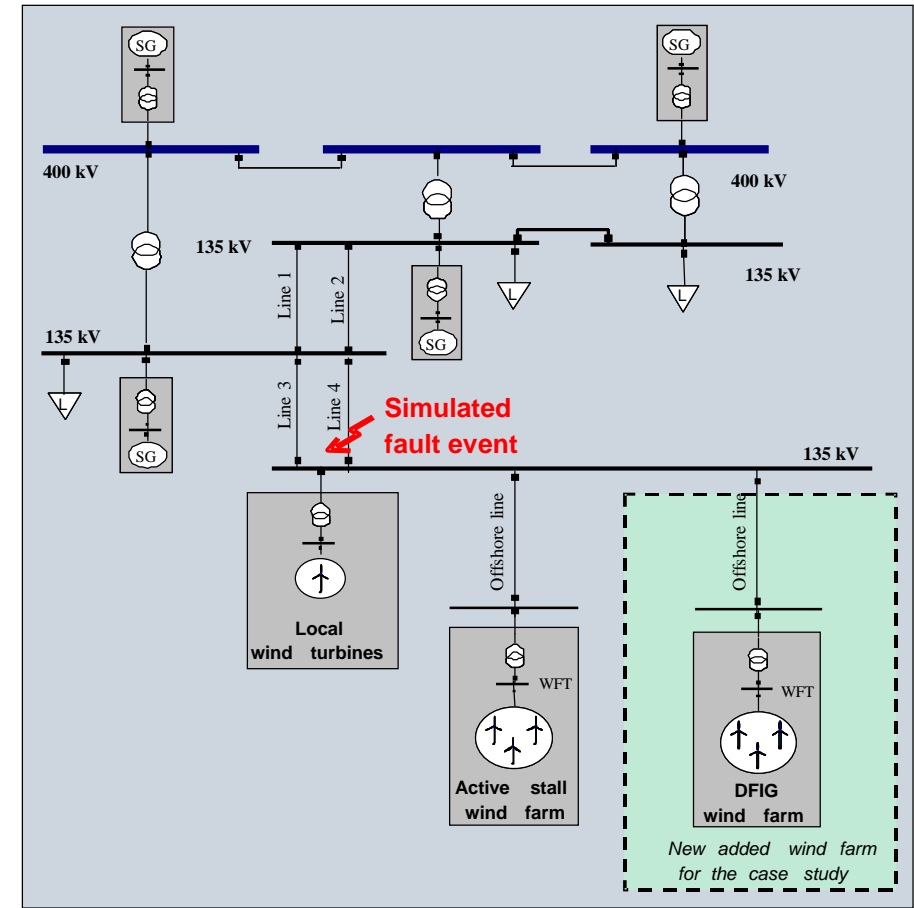 SG
SG
400 kV
400 kV
135 kV
135 kV
Line 1
Line 2
L
L
SG
135 kV
L
SG
Line 3
Line 4
Simulated
fault event
135 kV
Offshore line
Offshore line
Local
wind turbines
WFT
WFT
Active stall
wind farm
DFIG
wind farm
New added wind farm
for the case study